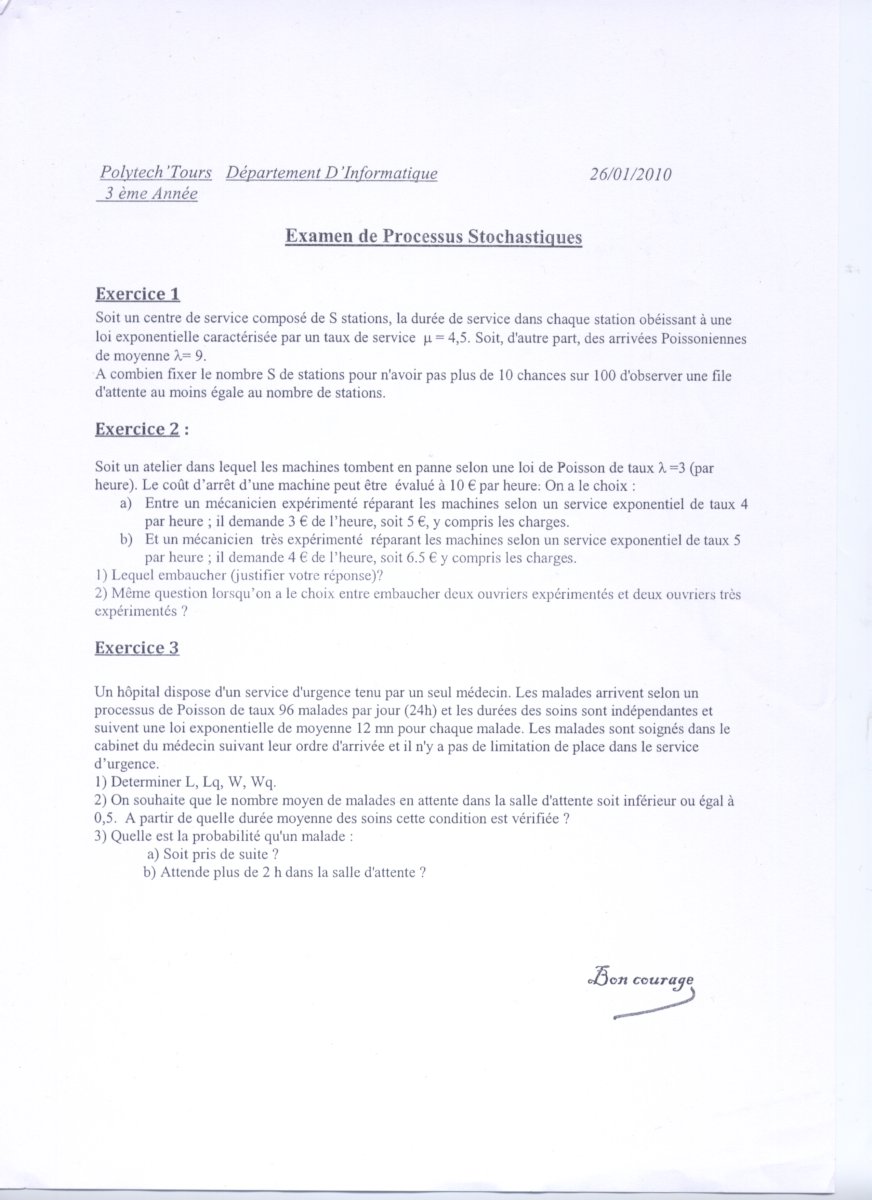 Polytech'Tours Département D'Informatique 26/01/2010
3 ème Année
Examen de Processus Stochastiques
Exercice 1
Soit un centre de service composé de S stations, la durée de service dans chaque station obéissant à une
loi exponentielle caractérisée par un taux de service μ = 4,5. Soit, d'autre part, des arrivées Poissoniennes
de moyenne λ= 9.
A combien fixer le nombre S de stations pour n'avoir pas plus de 10 chances sur 100 d'observer une file
d'attente au moins égale au nombre de stations.
Exercice 2 :
Soit un atelier dans lequel les machines tombent en panne selon une loi de Poisson de taux λ =3 (par
heure). Le coût d'arrêt d'une machine peut être évalué à 10 € par heure: On a le choix :
a) Entre un mécanicien expérimenté réparant les machines selon un service exponentiel de taux 4
par heure ; il demande 3 € de l'heure, soit 5 €, y compris les charges.
b) Et un mécanicien très expérimenté réparant les machines selon un service exponentiel de taux 5
par heure ; il demande 4 € de l'heure, soit 6.5 € y compris les charges.
1) Lequel embaucher (justifier votre réponse)?
2) Même question lorsqu'on a le choix entre embaucher deux ouvriers expérimentés et deux ouvriers très
expérimentés ?
Exercice 3
Un hôpital dispose d'un service d'urgence tenu par un seul médecin. Les malades arrivent selon un
processus de Poisson de taux 96 malades par jour (24h) et les durées des soins sont indépendantes et
suivent une loi exponentielle de moyenne 12 mn pour chaque malade. Les malades sont soignés dans le
cabinet du médecin suivant leur ordre d'arrivée et il n'y a pas de limitation de place dans le service
d'urgence.
1) Determiner L, Lq, W, Wq.
2) On souhaite que le nombre moyen de malades en attente dans la salle d'attente soit inférieur ou égal à
0,5. A partir de quelle durée moyenne des soins cette condition est vérifiée ?
3) Quelle est la probabilité qu'un malade :
a) Soit pris de suite ?
b) Attende plus de 2 h dans la salle d'attente ?
Bon courage